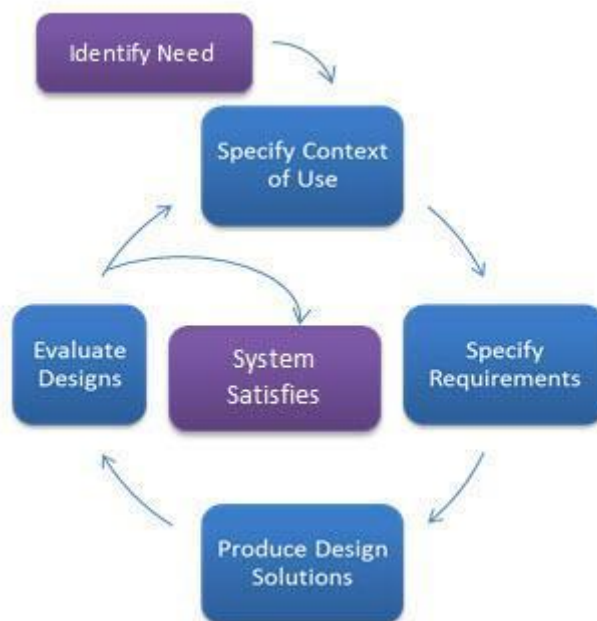 Identify Need
Specify Context
of Use
Evaluate
Designs
System
Satisfies
Specify
Requirements
Produce Design
Solutions